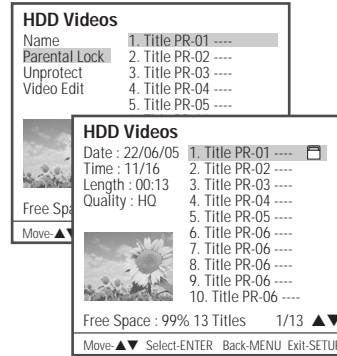 HDD Videos
Name 1. Title PR-01 ----
Parental Lock 2. Title PR-02 ----
Unprotect 3. Title PR-03 ----
Video Edit 4. Title PR-04 ----
5. Title PR-05 ----
Free Spa
Move-▲
HDD Videos
Date : 22/06/05 1. Title PR-01 ----
Time : 11/16 2. Title PR-02 ----
Length : 00:13 3. Title PR-03 ----
Quality : HQ 4. Title PR-04 ----
5. Title PR-05 ----
6. Title PR-06 ----
7. Title PR-06 ----
8. Title PR-06 ----
9. Title PR-06 ----
10. Title PR-06 ----
Free Space : 99% 13 Titles 1/13 ▲▼
Move-▲▼ Select-ENTER Back-MENU Exit-SETUP